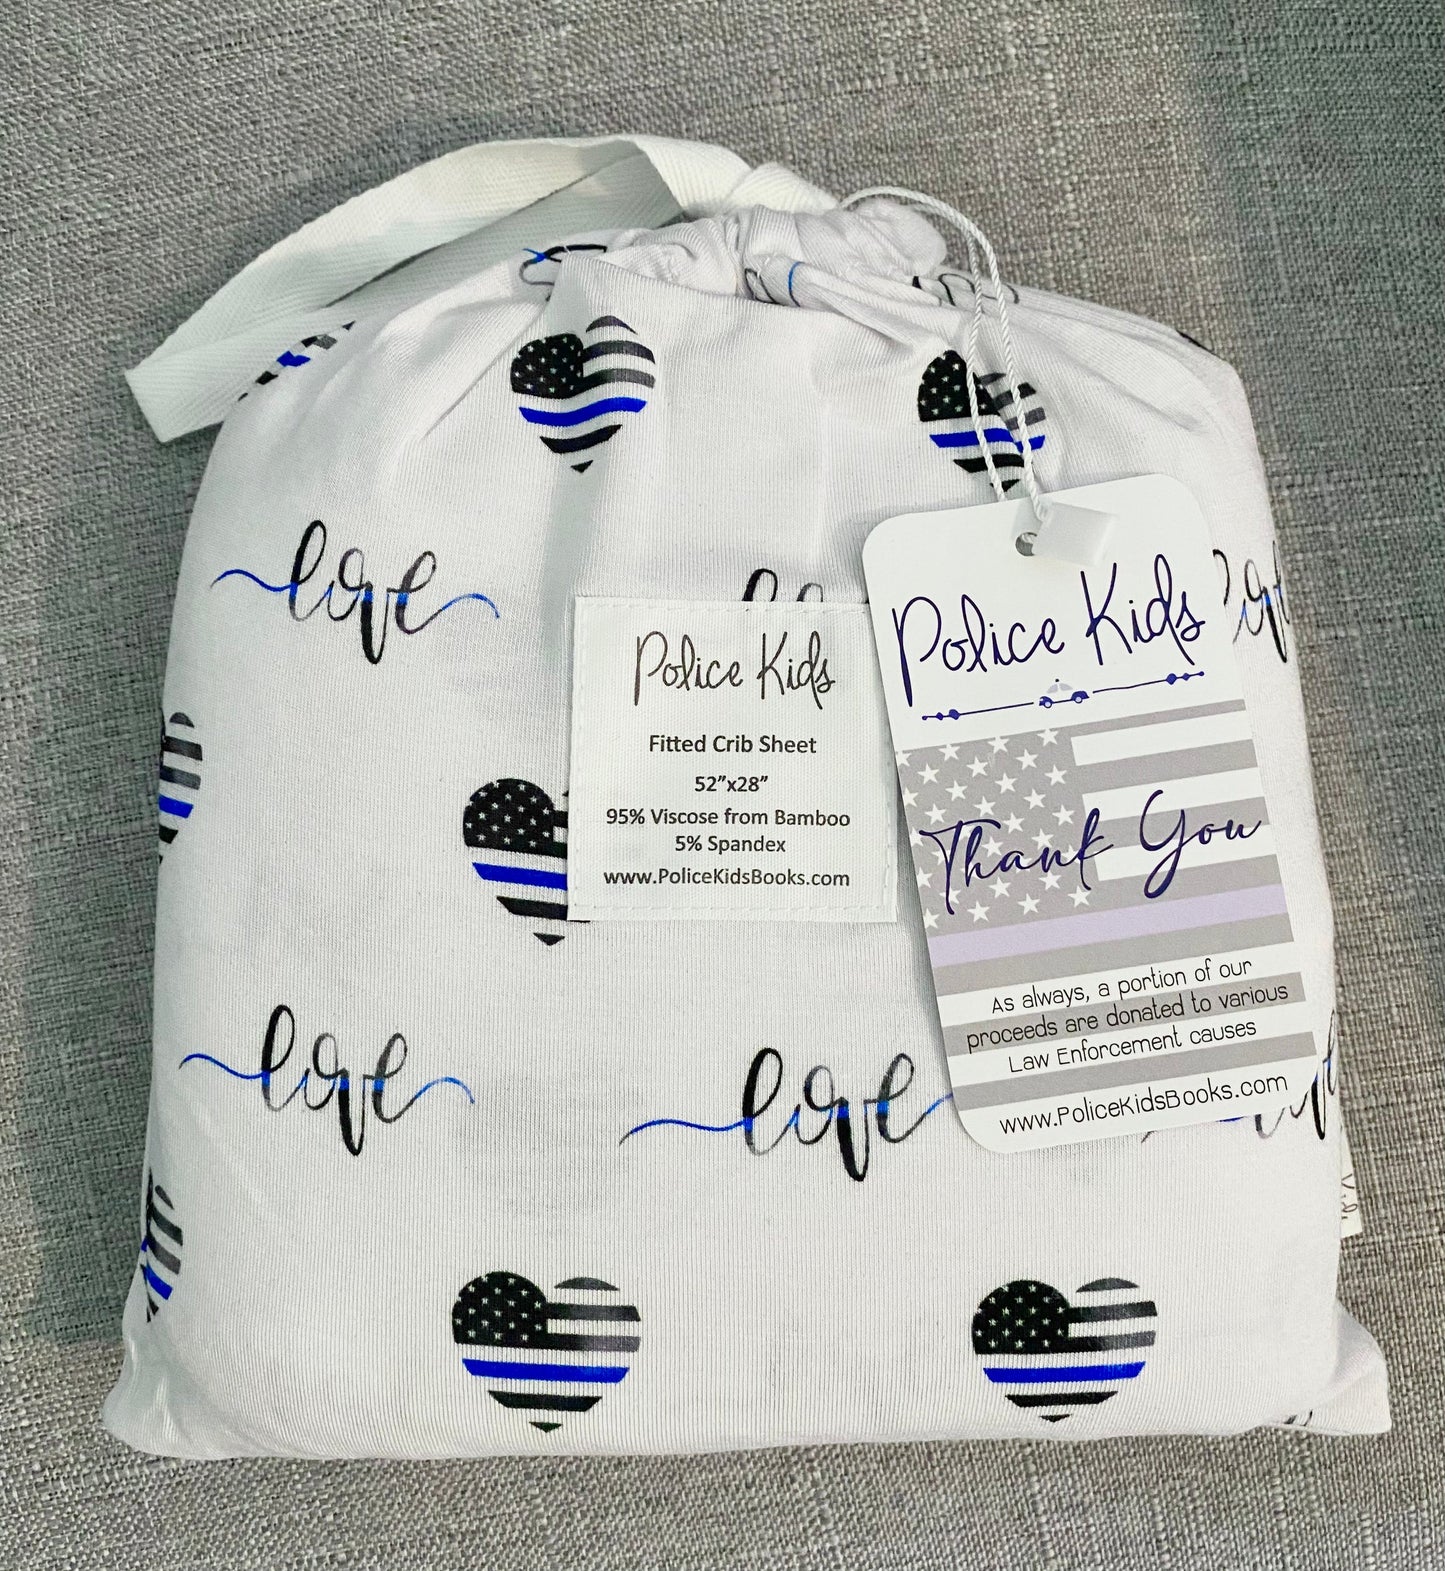 love
Police Kids
Fitted Crib Sheet
52”x28”
95% Viscose from Bamboo
5% Spandex
www.PoliceKidsBooks.com
Police Kids
Thank You
As always, a portion of our
proceeds are donated to various
Law Enforcement causes
www.PoliceKidsBooks.com
love
love